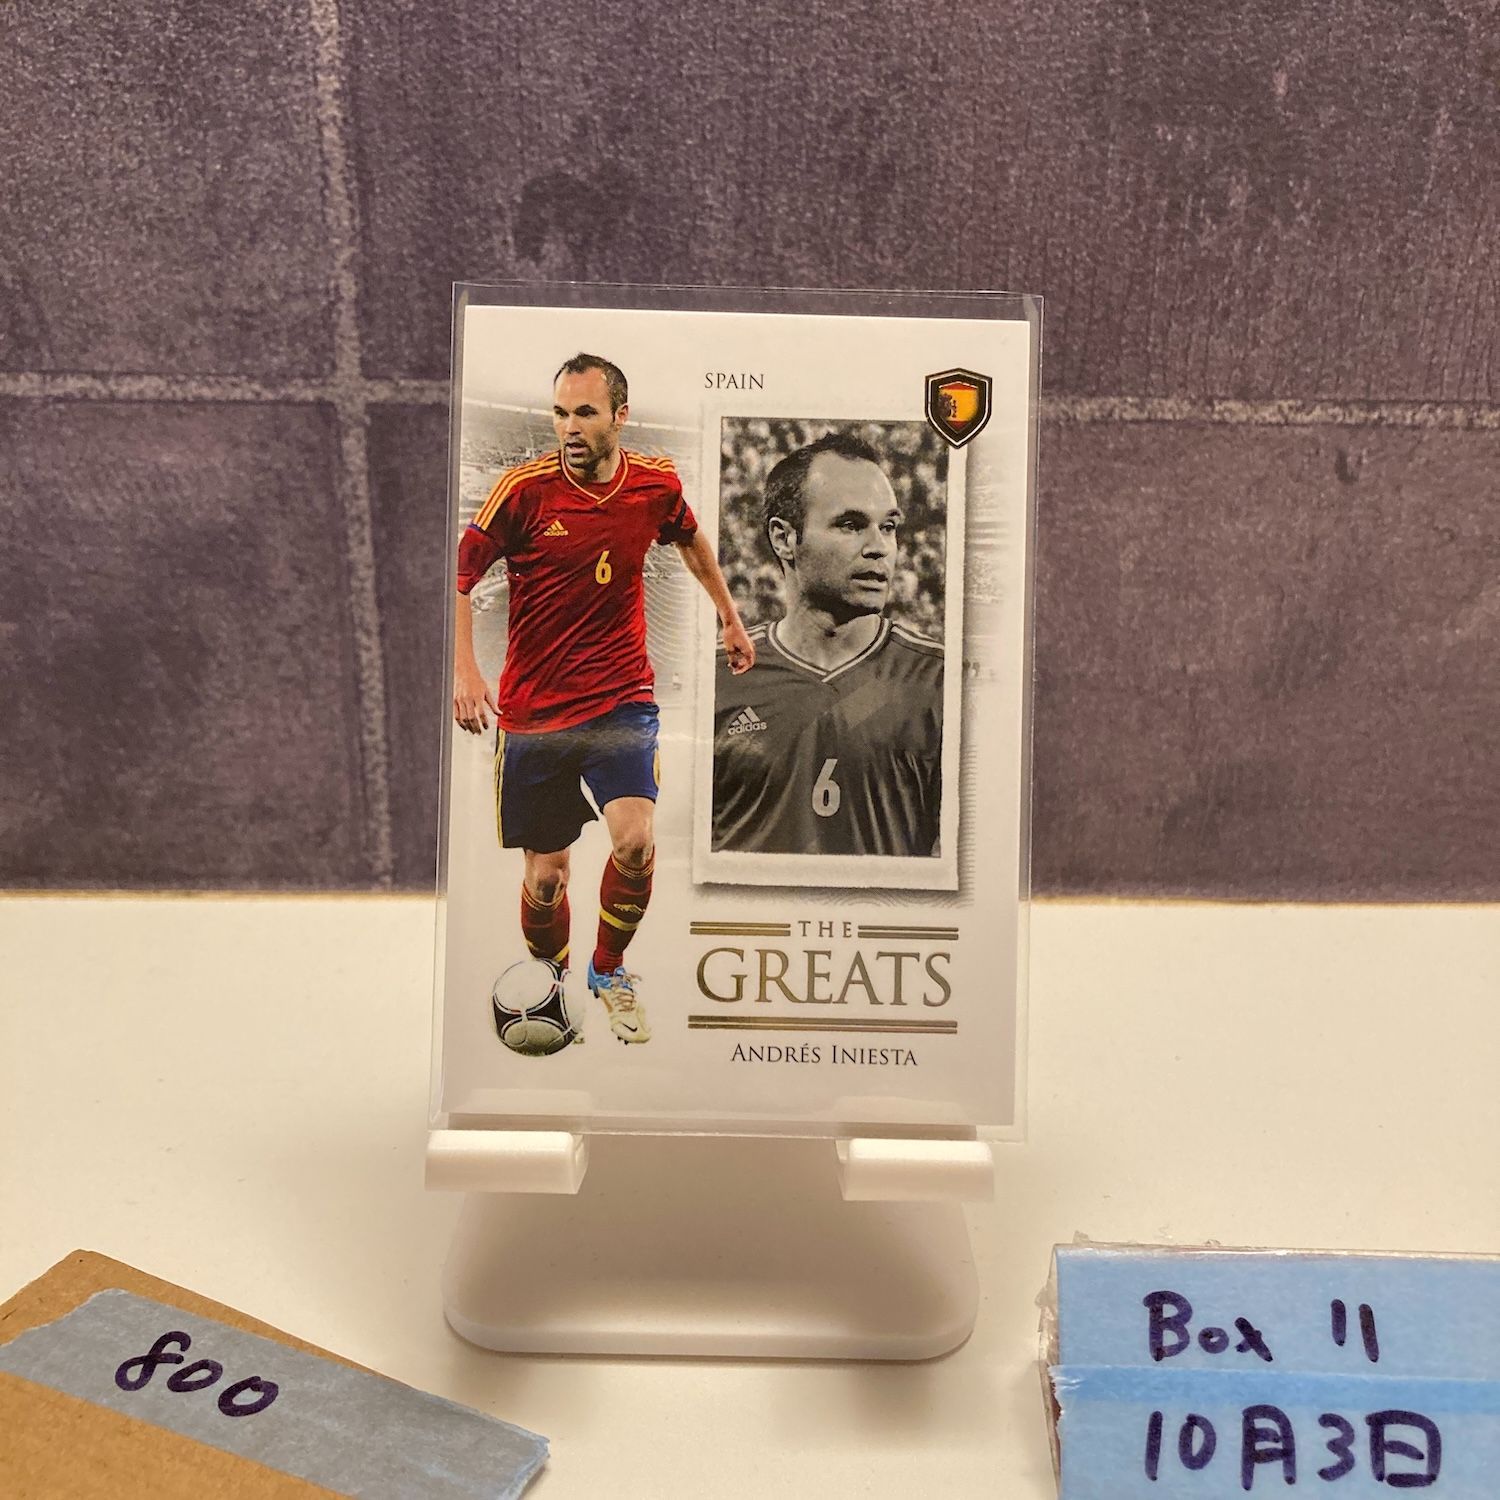 SPAIN
adidas
6
adidas
6
THE
GREATS
ANDRÉS INIESTA
800
Box 11
10月3日